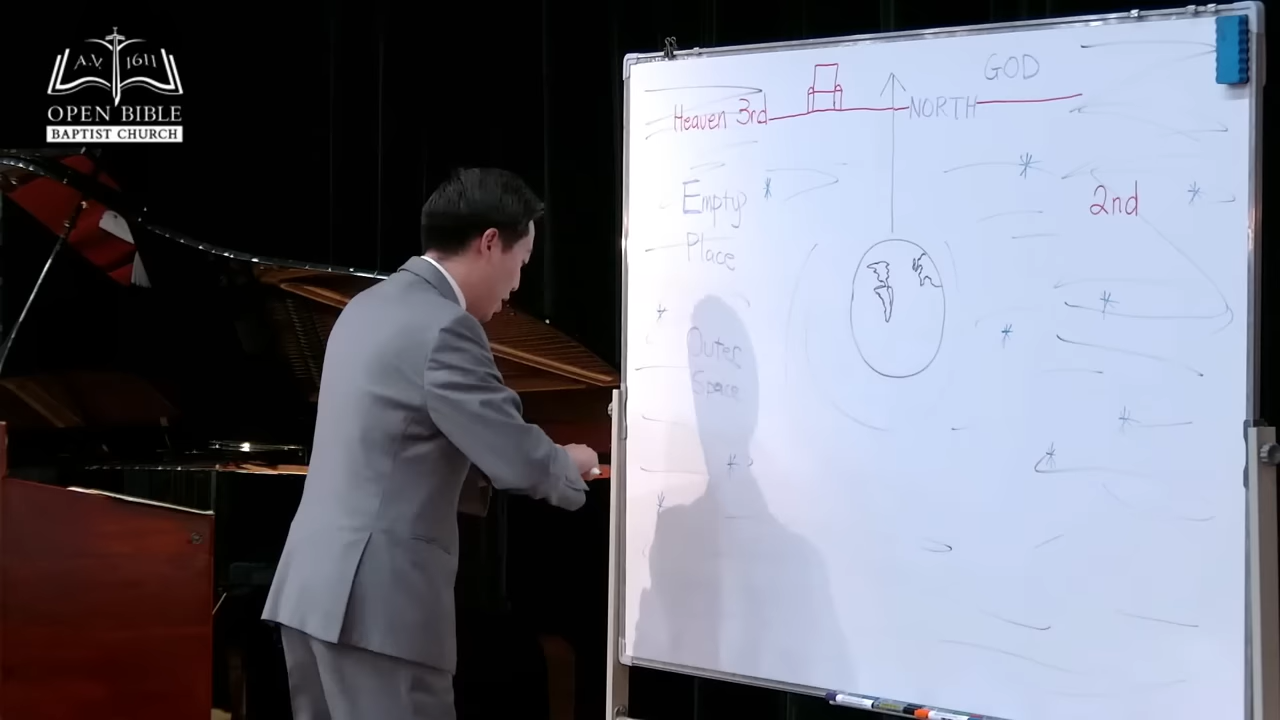 A.V. 1611
OPEN BIBLE
BAPTIST CHURCH
GOD
Heaven 3rd
NORTH
Empty
Place
2nd
Outer
Space